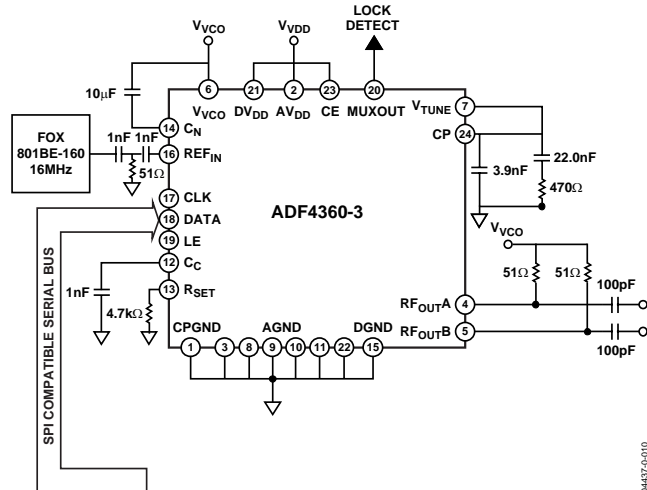 LOCK
DETECT
VVCO
VVDD
10µF
6
21
2
23
20
VVCO
DVDD
AVDD
CE
MUXOUT
VTUNE
7
CP
24
14
CN
FOX
801BE-160
16MHz
1nF
1nF
16
REFIN
51Ω
3.9nF
22.0nF
470Ω
17
CLK
18
DATA
19
LE
ADF4360-3
12
CC
1nF
13
RSET
4.7kΩ
VVCO
51Ω
51Ω
100pF
RFOUTA
4
RFOUTB
5
100pF
CPGND
AGND
DGND
1
3
8
9
10
11
22
15
SPI COMPATIBLE SERIAL BUS
04437-0-010